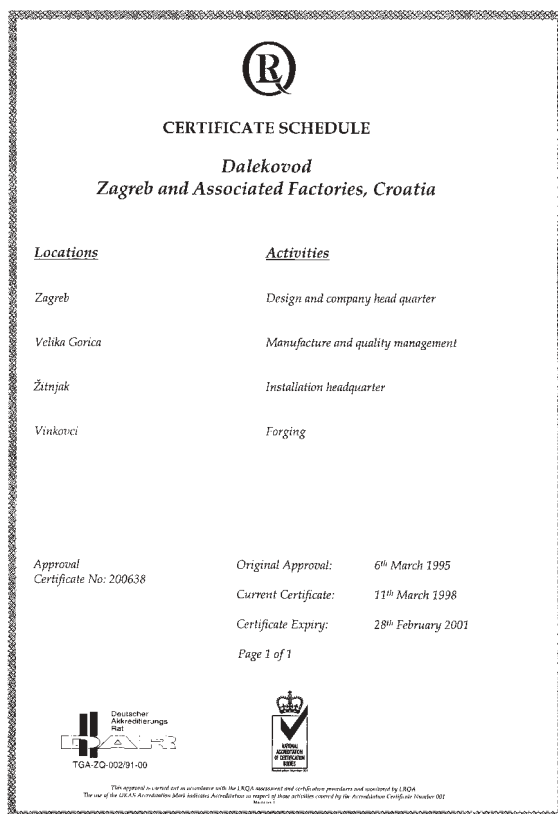 RQ
CERTIFICATE SCHEDULE
Dalekovod
Zagreb and Associated Factories, Croatia
Locations Activities
Zagreb Design and company head quarter
Velika Gorica Manufacture and quality management
Žitnjak Installation headquarter
Vinkovci Forging
Approval
Certificate No: 200638
Original Approval: 6th March 1995
Current Certificate: 11th March 1998
Certificate Expiry: 28th February 2001
Page 1 of 1
Deutscher
Akkreditierungs
Rat
DAR
TGA-ZQ-002/91-00
NATIONAL
ACCREDITATION
OF CERTIFICATION
BODIES
This approval is carried out in accordance with the LRQA assessment and certification procedures and monitored by LRQA
The use of the UKAS Accreditation Mark indicates Accreditation in respect of those activities covered by the Accreditation Certificate Number 001